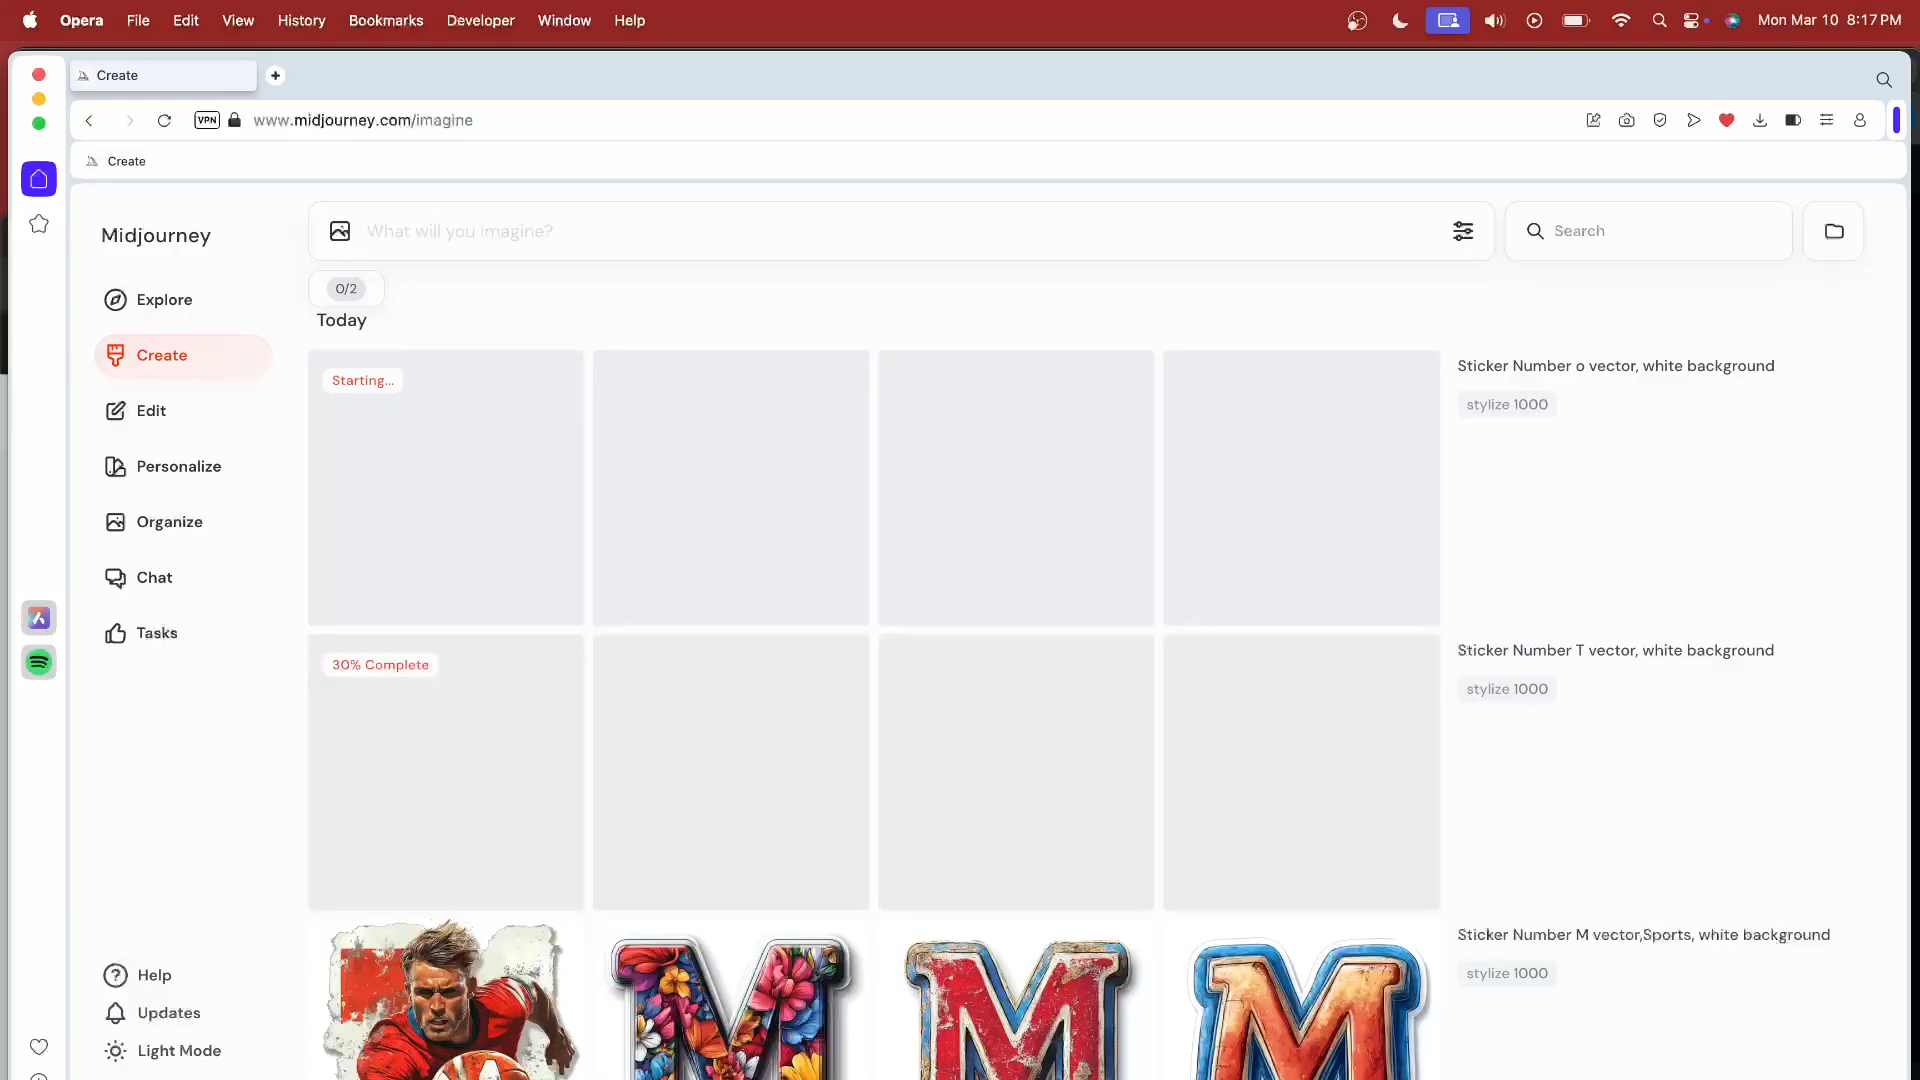 Opera File Edit View History Bookmarks Developer Window Help
Mon Mar 10 8:17 PM
Create
VPN
www.midjourney.com/imagine
Create
Midjourney
What will you imagine?
Search
Explore
0/2
Today
Create
Starting...
Sticker Number o vector, white background
stylize 1000
Edit
Personalize
Organize
Chat
Tasks
30% Complete
Sticker Number T vector, white background
stylize 1000
Sticker Number M vector,Sports, white background
stylize 1000
M
M
M
Help
Updates
Light Mode